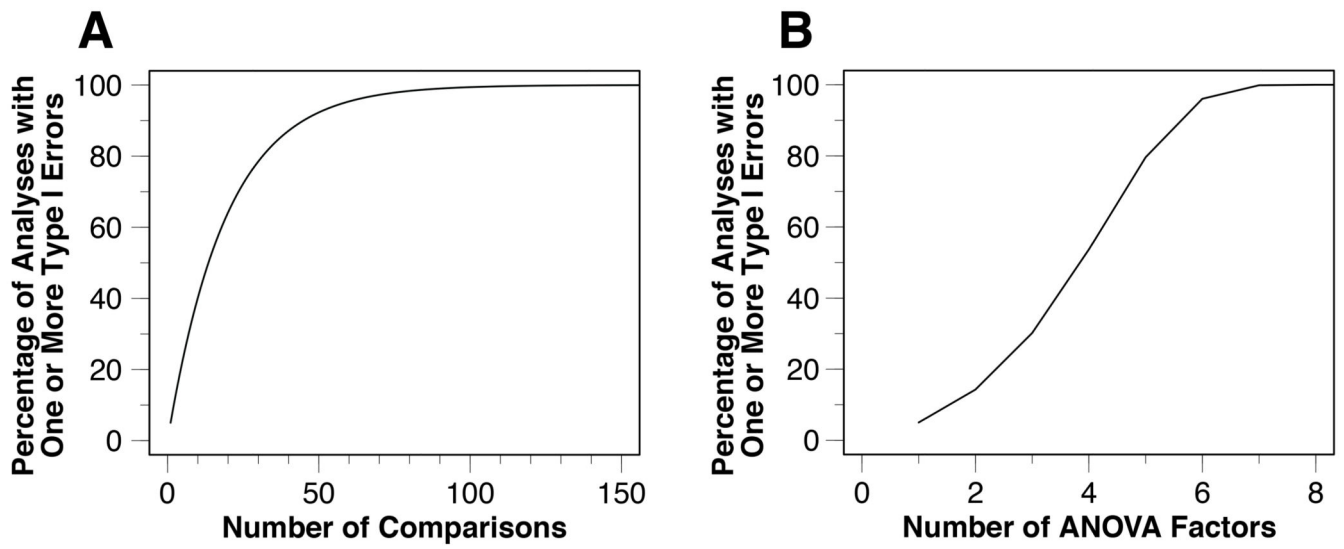 A
Percentage of Analyses with
One or More Type I Errors
100
80
60
40
20
0
0 50 100 150
Number of Comparisons
B
Percentage of Analyses with
One or More Type I Errors
100
80
60
40
20
0
0 2 4 6 8
Number of ANOVA Factors